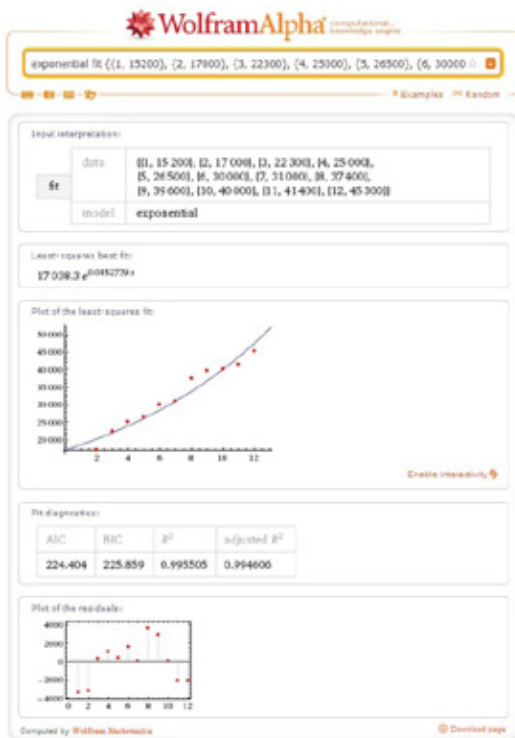 WolframAlpha computational... knowledge engine
exponential fit {{1, 15200}, {2, 17000}, {3, 22300}, {4, 25000}, {5, 26500}, {6, 30000
Examples Random
Input interpretation:
fit
data
{{1, 15 200}, {2, 17 000}, {3, 22 300}, {4, 25 000},
{5, 26 500}, {6, 30 000}, {7, 31 000}, {8, 37 400},
{9, 39 600}, {10, 40 000}, {11, 41 400}, {12, 45 300}}
model exponential
Least-squares best fit:
17 038.3 e
Plot of the least-squares fit:
50 000
45 000
40 000
35 000
30 000
25 000
20 000
2 4 6 8 10 12
Enable interactivity
Fit diagnostics:
AIC BIC R² adjusted R²
224.404 225.859 0.995505 0.994606
Plot of the residuals:
4000
2000
0
-2000
-4000
0 2 4 6 8 10 12
Computed by Wolfram Mathematica
Download page